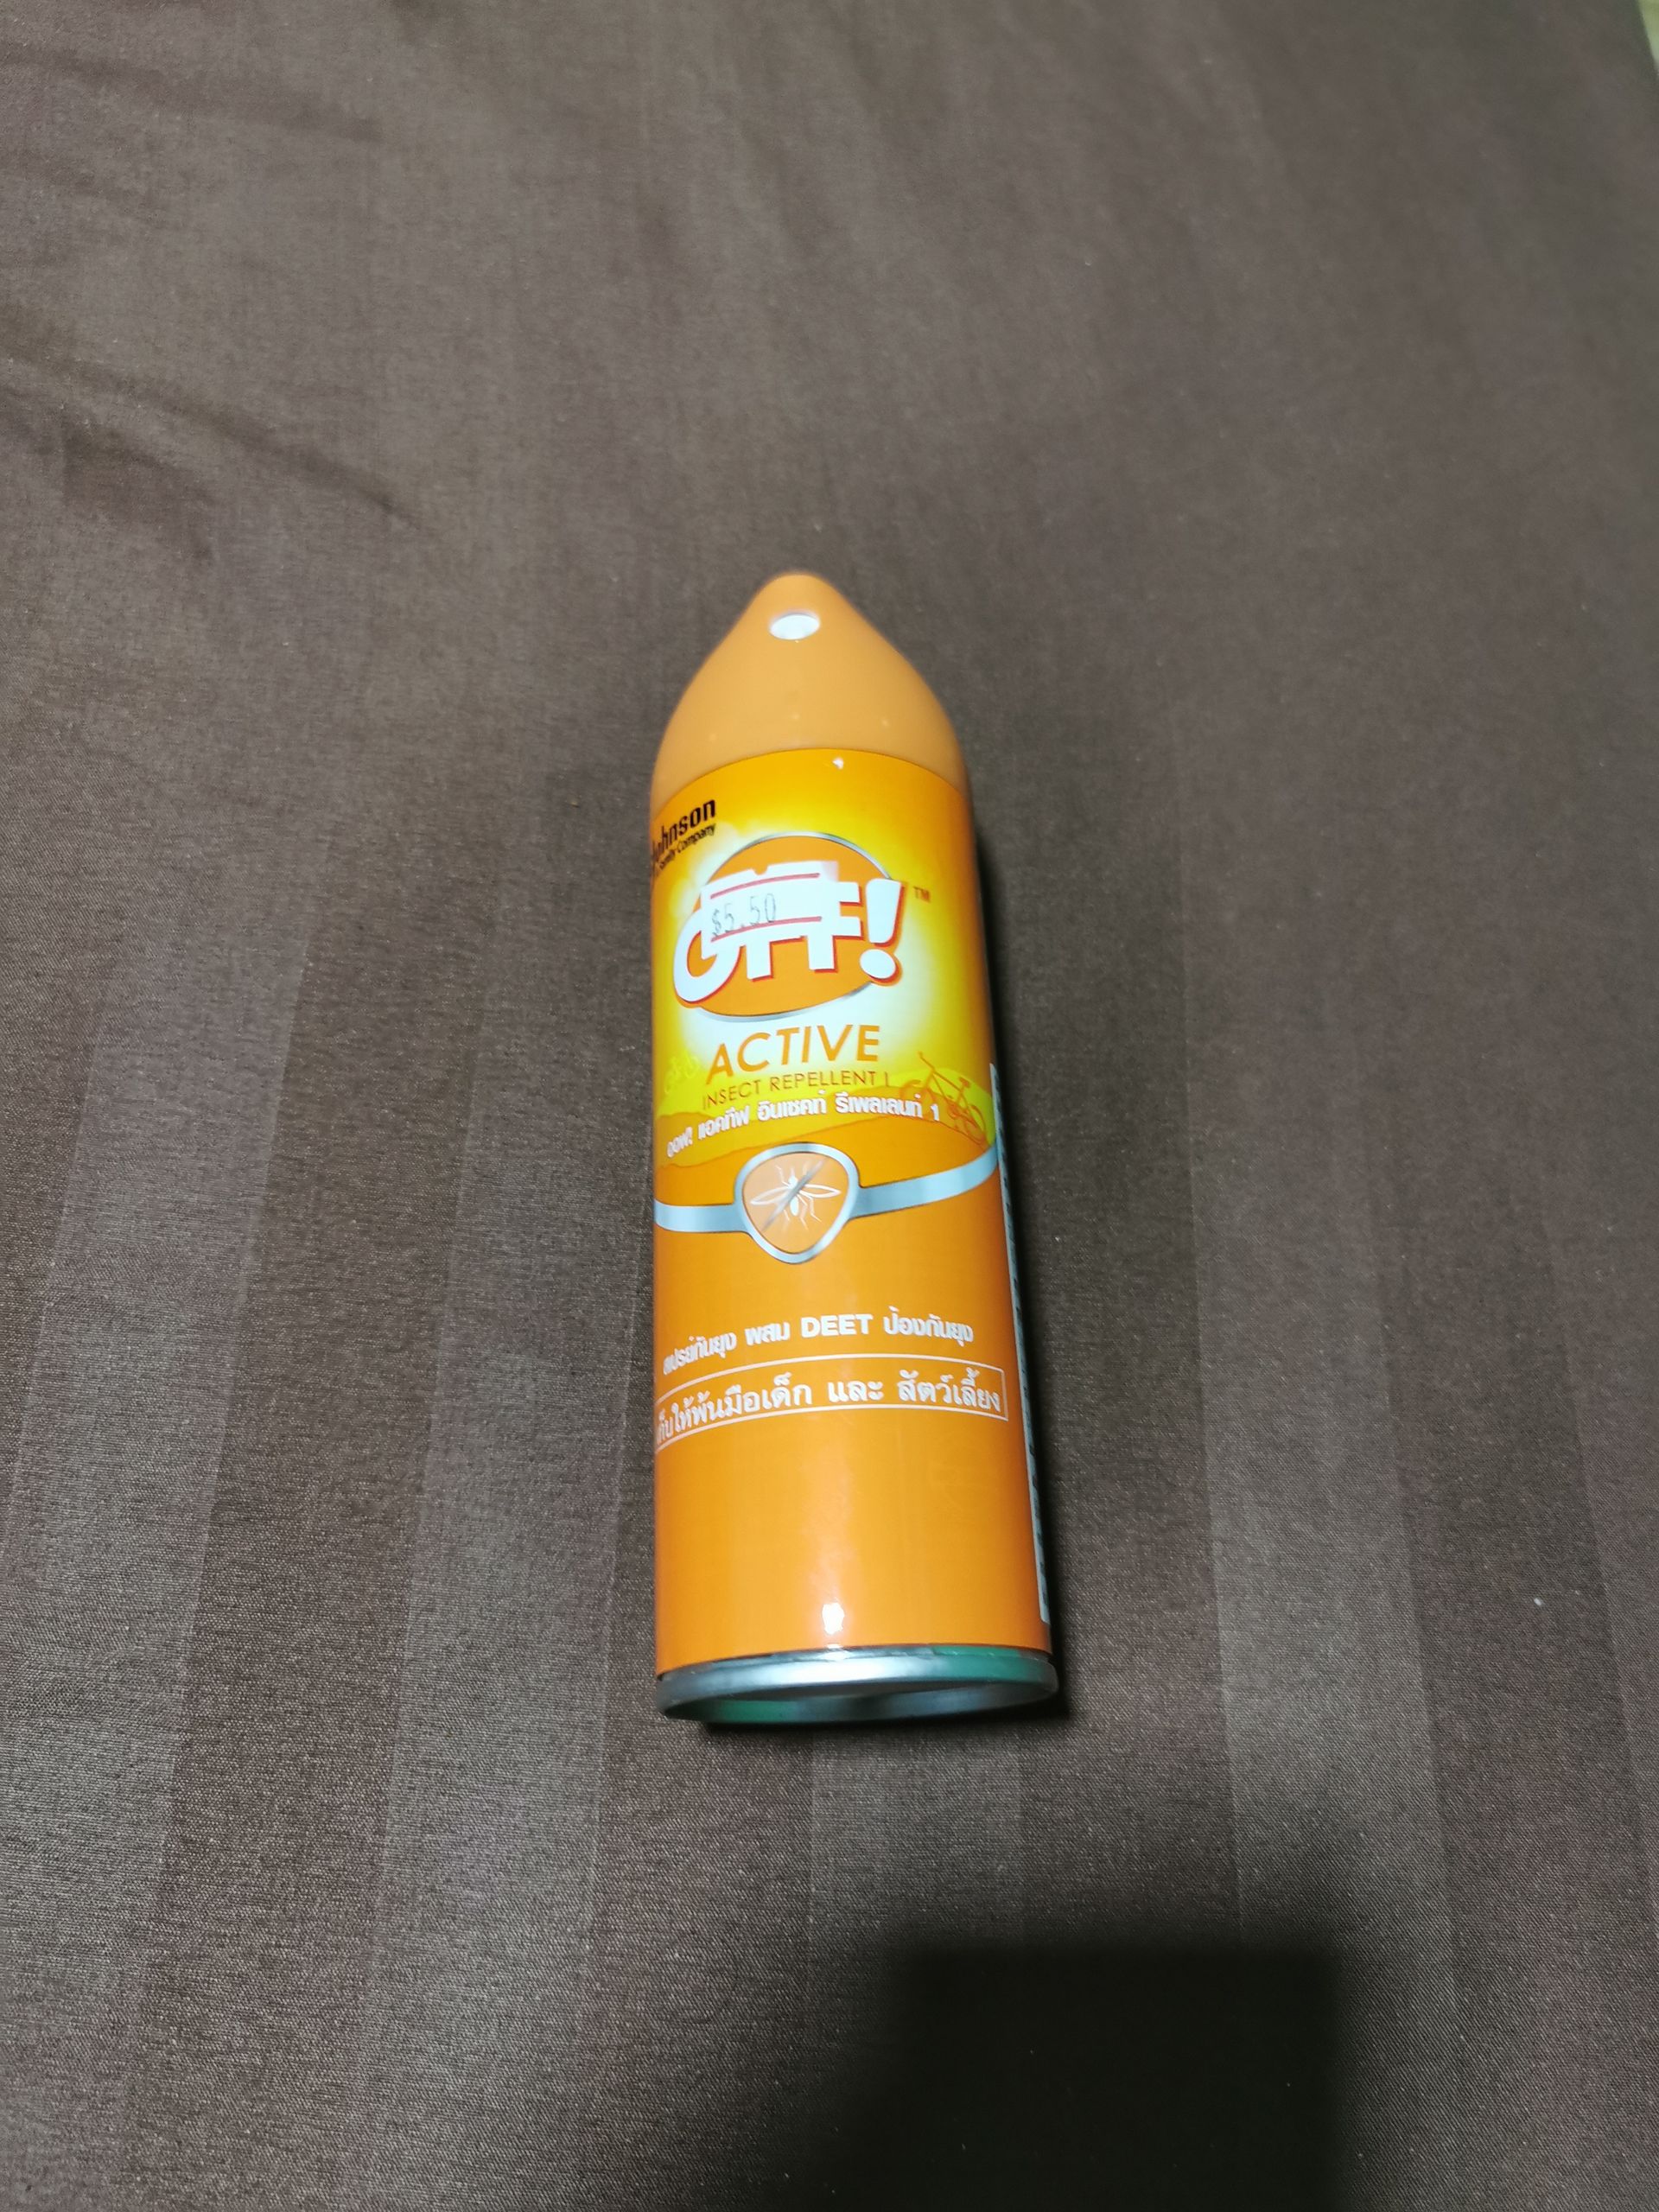 Johnson
Family Company
$5.50
OFF!™
ACTIVE
INSECT REPELLENT I
ออฟ! แอคทีฟ อินเซคท์ รีเพลเลนท์ 1
สเปรย์กันยุง ผสม DEET ป้องกันยุง
เก็บให้พ้นมือเด็ก และ สัตว์เลี้ยง